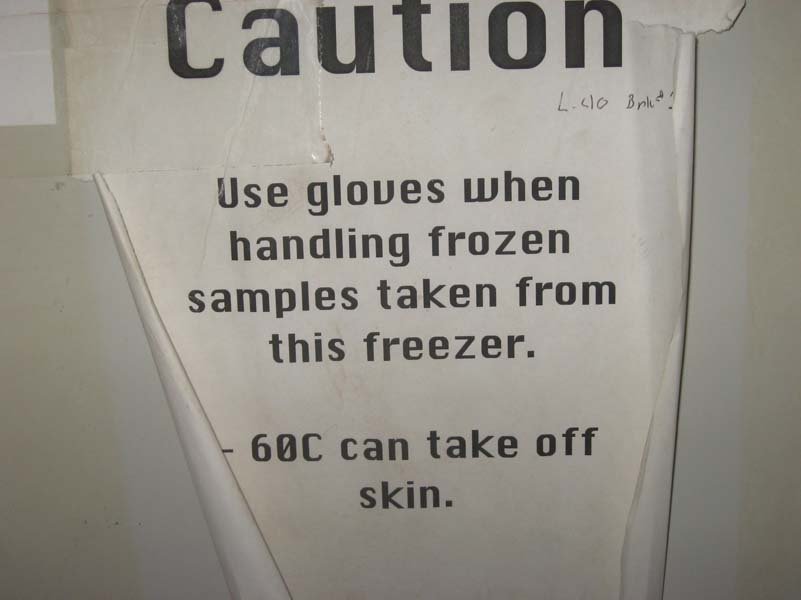 Caution
Use gloves when
handling frozen
samples taken from
this freezer.
- 60C can take off
skin.